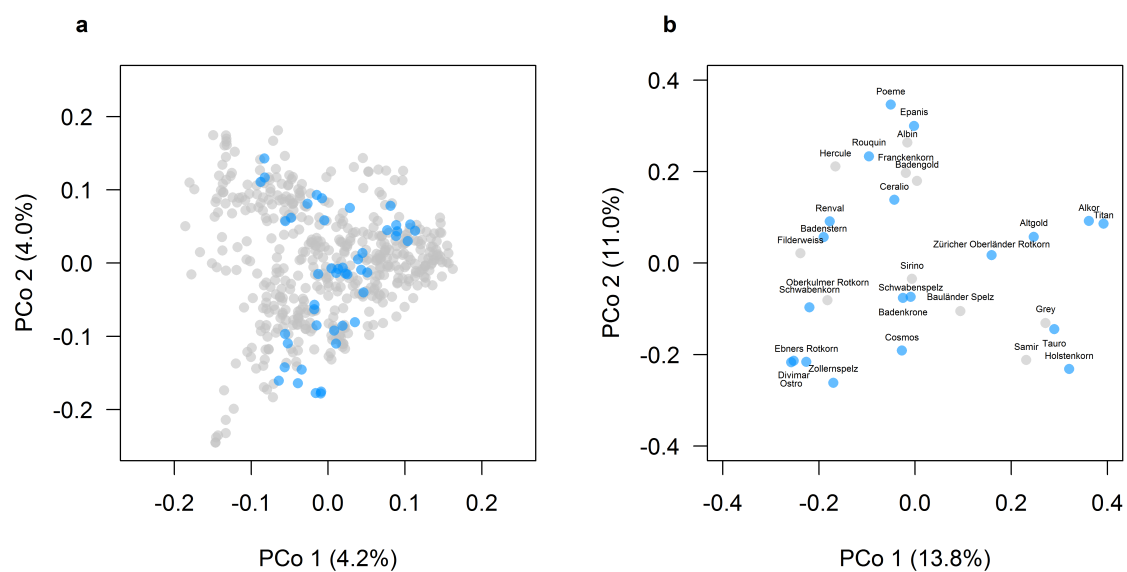 a
0.2
0.1
0.0
-0.1
-0.2
PCo 2 (4.0%)
-0.2
-0.1
0.0
0.1
0.2
PCo 1 (4.2%)
b
0.4
0.2
0.0
-0.2
-0.4
PCo 2 (11.0%)
Poeme
Epanis
Albin
Rouquin
Hercule
Franckenkorn
Badengold
Ceralio
Renval
Alkor
Titan
Badenstern
Altgold
Filderweiss
Züricher Oberländer Rotkorn
Sirino
Oberkulmer Rotkorn
Schwabenkorn
Schwabenspelz
Bauländer Spelz
Badenkrone
Grey
Cosmos
Tauro
Samir
Ebners Rotkorn
Holstenkorn
Zollernspelz
Divimar
Ostro
-0.4
-0.2
0.0
0.2
0.4
PCo 1 (13.8%)